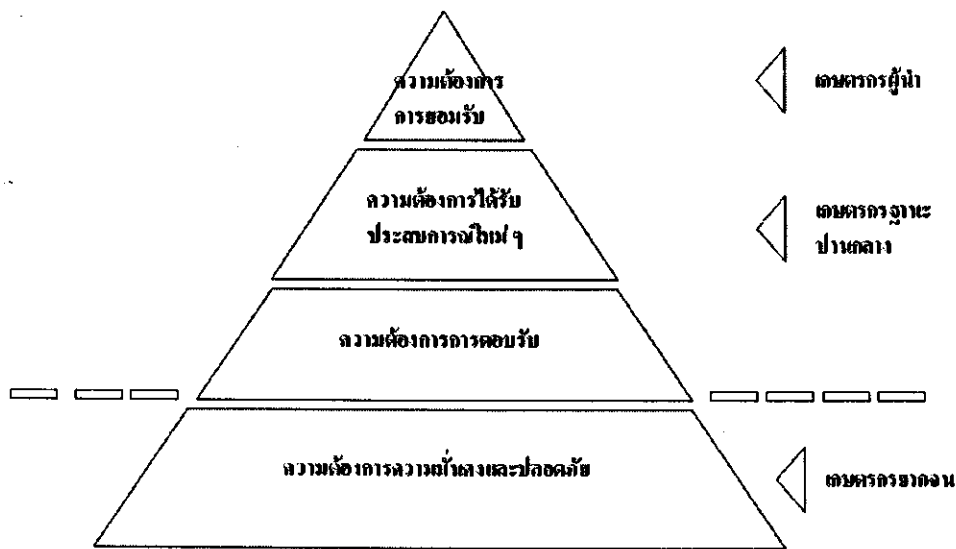 ความต้องการ
การยอมรับ
เกษตรกรผู้นำ
ความต้องการได้รับ
ประสบการณ์ใหม่ ๆ
เกษตรกรฐานะ
ปานกลาง
ความต้องการการตอบรับ
ความต้องการความมั่นคงและปลอดภัย
เกษตรกรยากจน